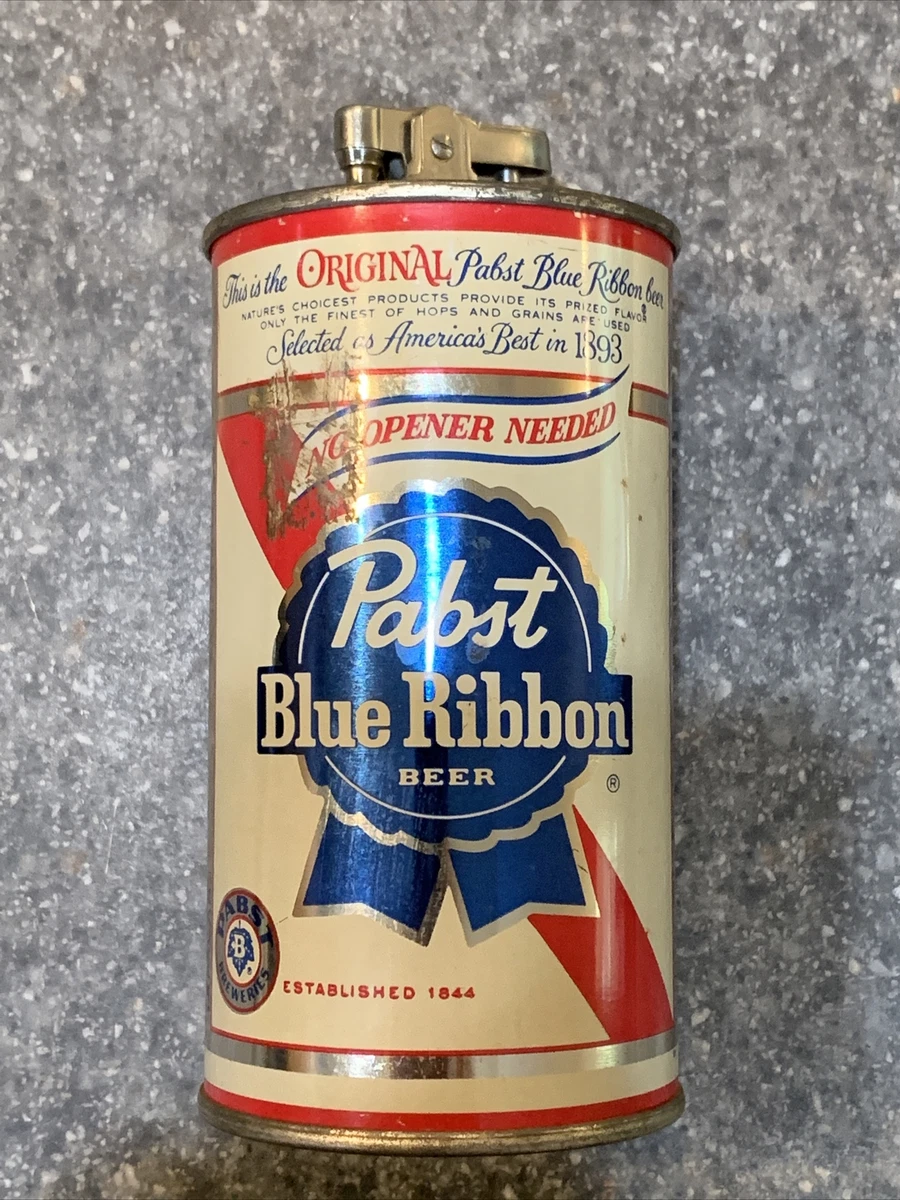 This is the ORIGINAL Pabst Blue Ribbon beer
NATURE'S CHOICEST PRODUCTS PROVIDE ITS PRIZED FLAVOR
ONLY THE FINEST OF HOPS AND GRAINS ARE USED
Selected as America's Best in 1893
NO OPENER NEEDED
Pabst
Blue Ribbon
BEER
®
PABST
B
BREWERIES
ESTABLISHED 1844